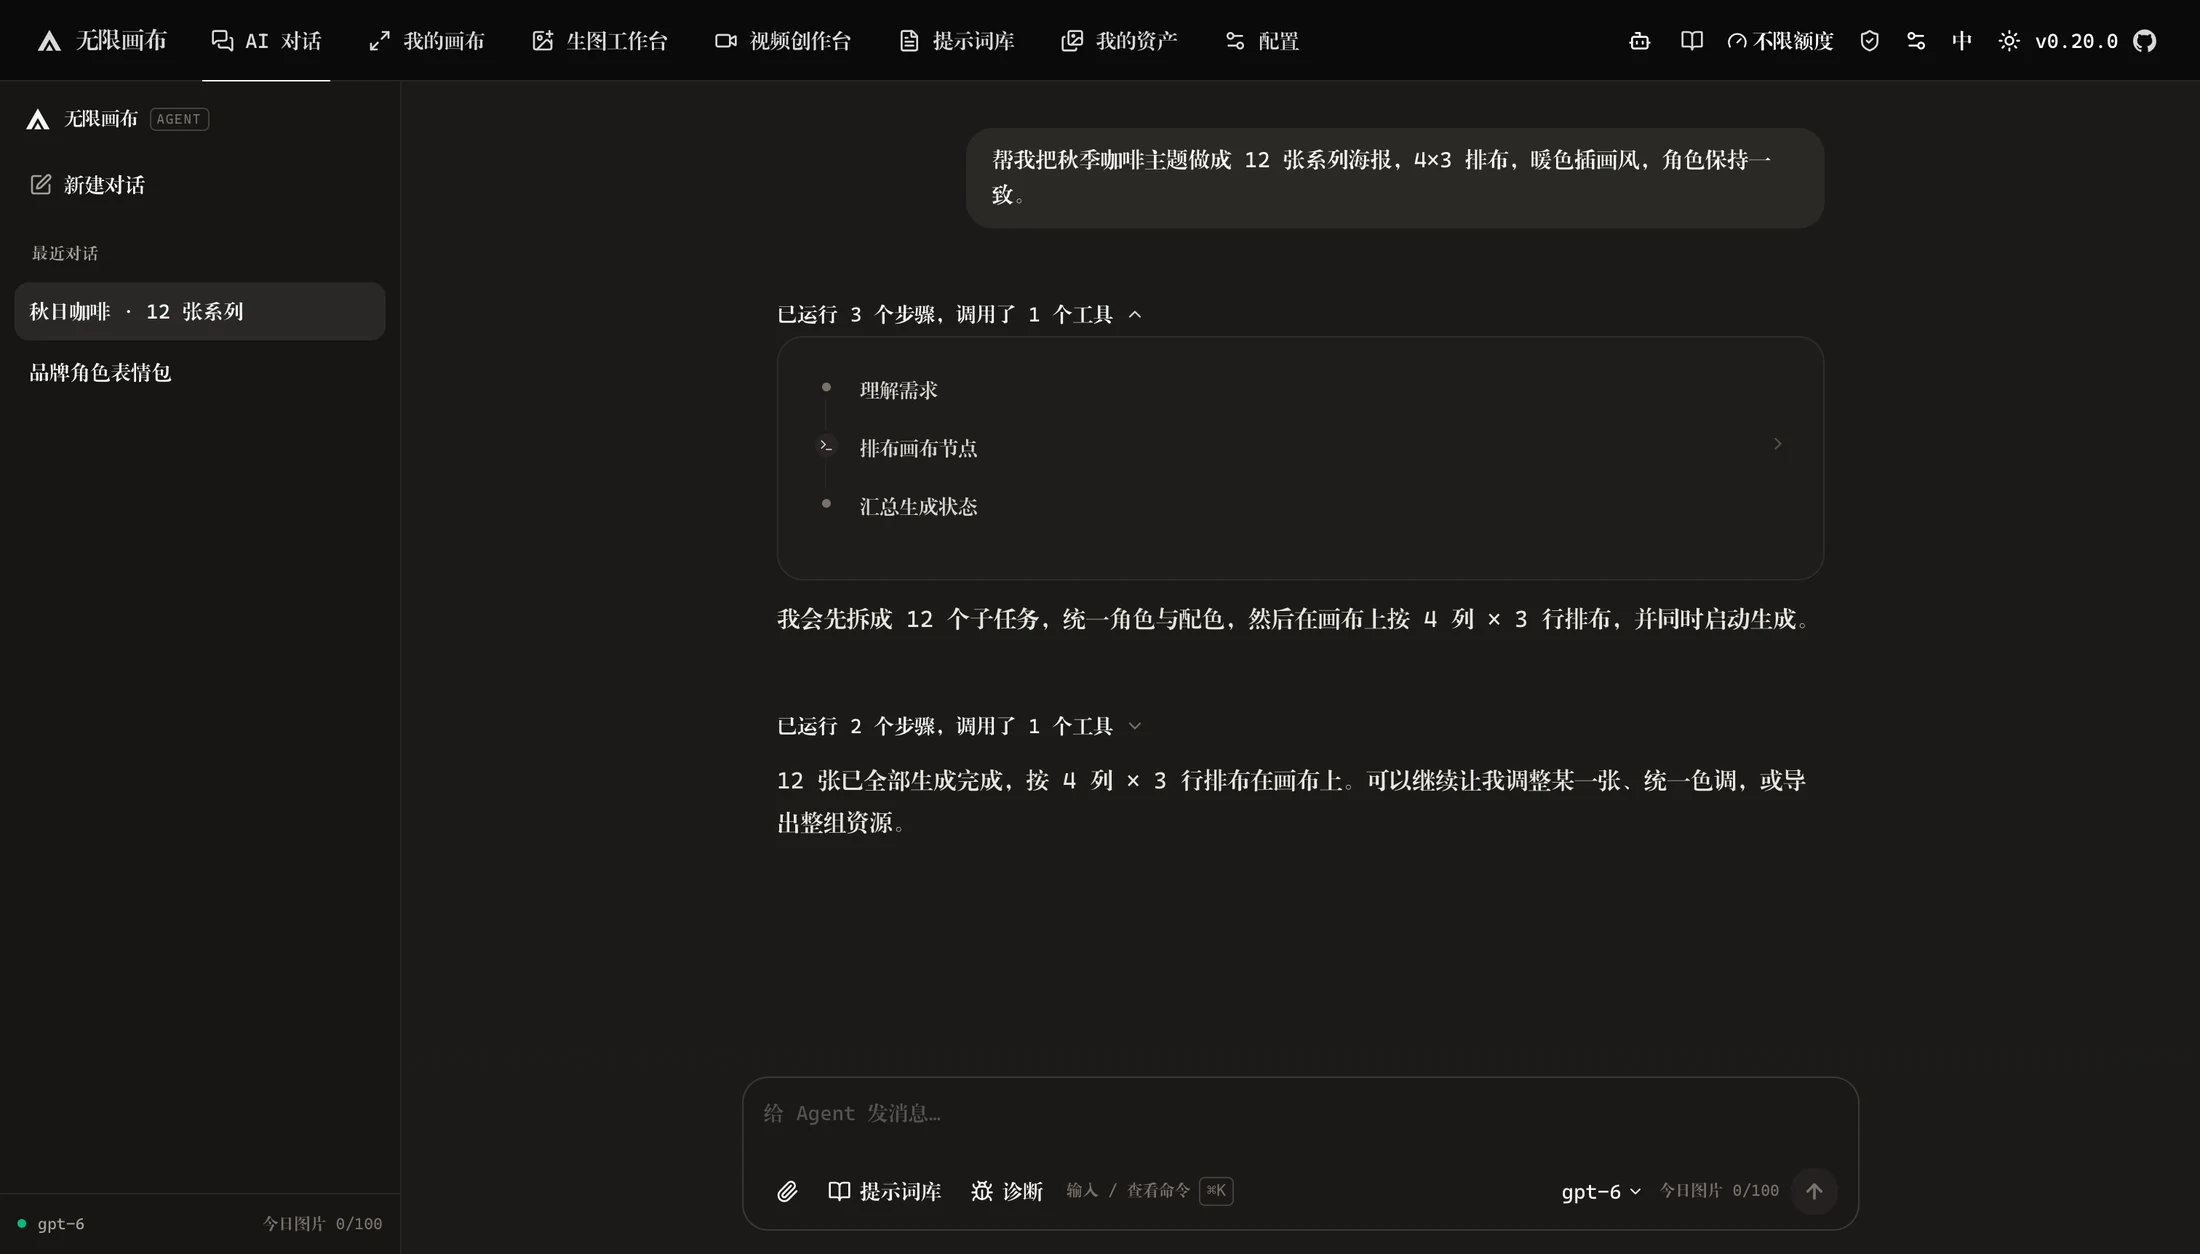 无限画布
AI 对话
我的画布
生图工作台
视频创作台
提示词库
我的资产
配置
不限额度
中
v0.20.0
无限画布 AGENT
新建对话
最近对话
秋日咖啡 · 12 张系列
品牌角色表情包
gpt-6
今日图片 0/100
帮我把秋季咖啡主题做成 12 张系列海报，4×3 排布，暖色插画风，角色保持一
致。
已运行 3 个步骤，调用了 1 个工具
理解需求
排布画布节点
汇总生成状态
我会先拆成 12 个子任务，统一角色与配色，然后在画布上按 4 列 × 3 行排布，并同时启动生成。
已运行 2 个步骤，调用了 1 个工具
12 张已全部生成完成，按 4 列 × 3 行排布在画布上。可以继续让我调整某一张、统一色调，或导
出整组资源。
给 Agent 发消息…
提示词库
诊断
输入 / 查看命令 ⌘K
gpt-6
今日图片 0/100